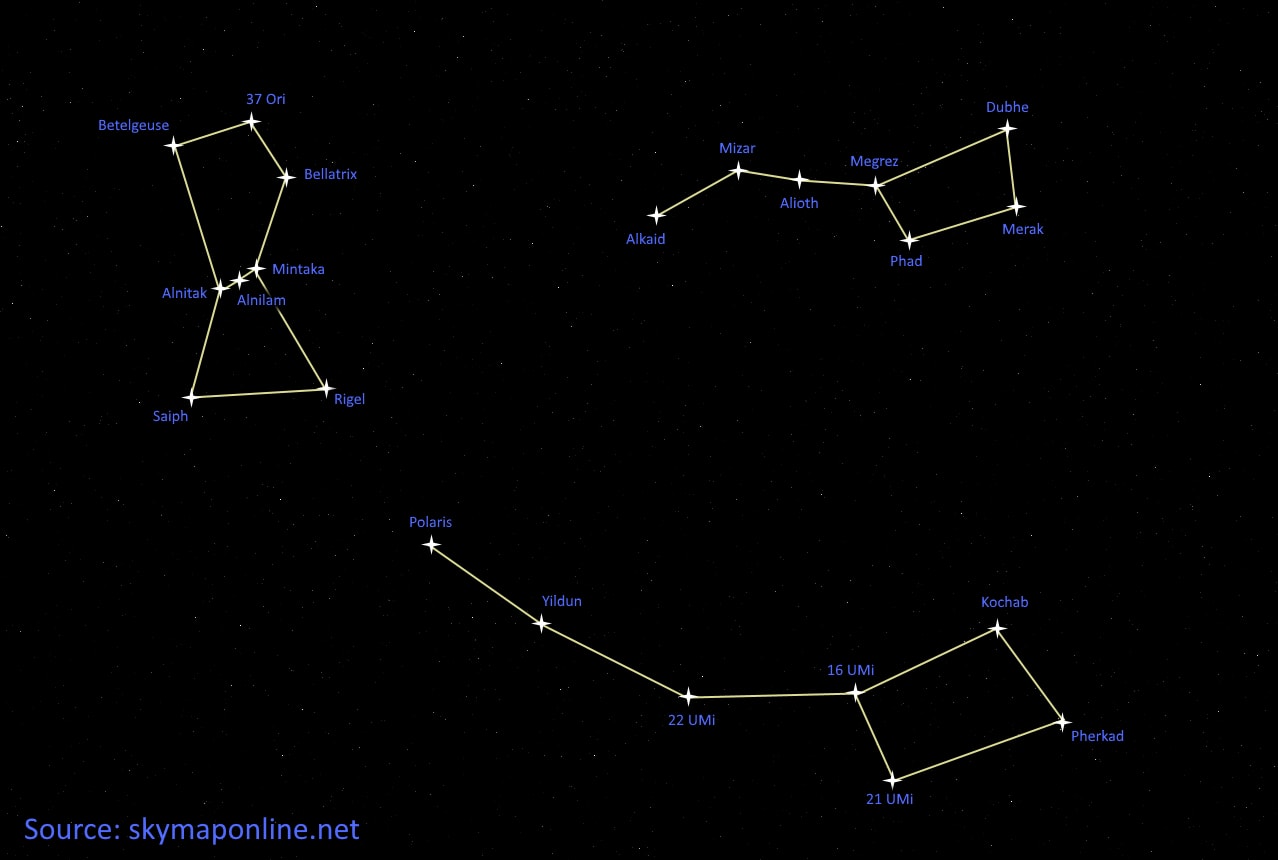 37 Ori
Betelgeuse
Bellatrix
Mintaka
Alnitak
Alnilam
Rigel
Saiph
Dubhe
Mizar
Megrez
Alioth
Merak
Alkaid
Phad
Polaris
Yildun
Kochab
16 UMi
22 UMi
Pherkad
21 UMi
Source: skymaponline.net